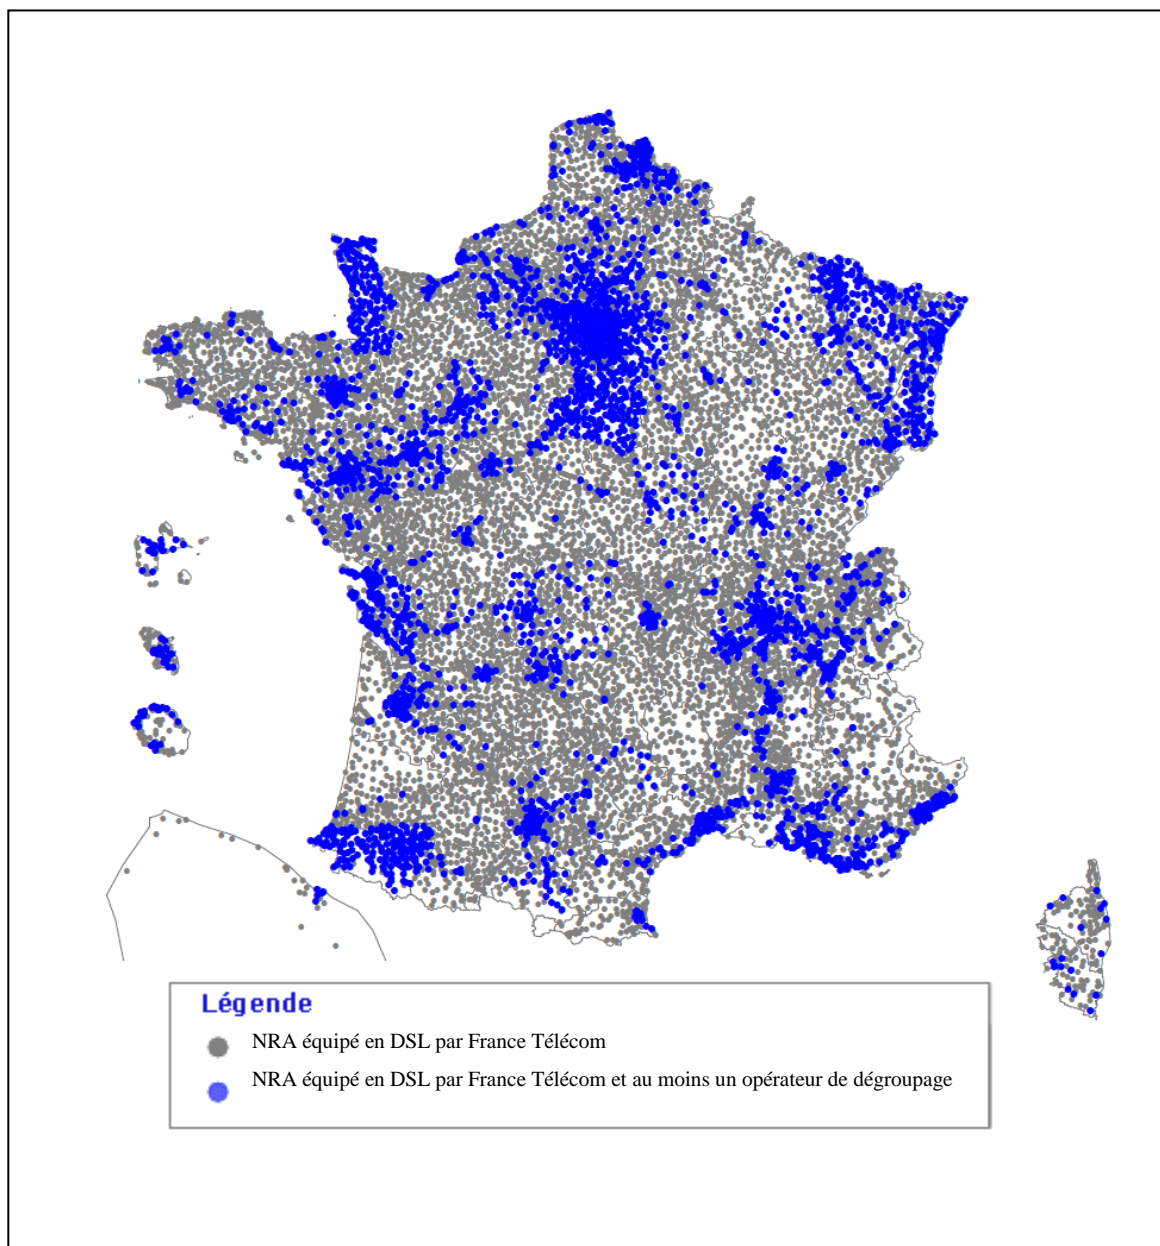 Légende
NRA équipé en DSL par France Télécom
NRA équipé en DSL par France Télécom et au moins un opérateur de dégroupage